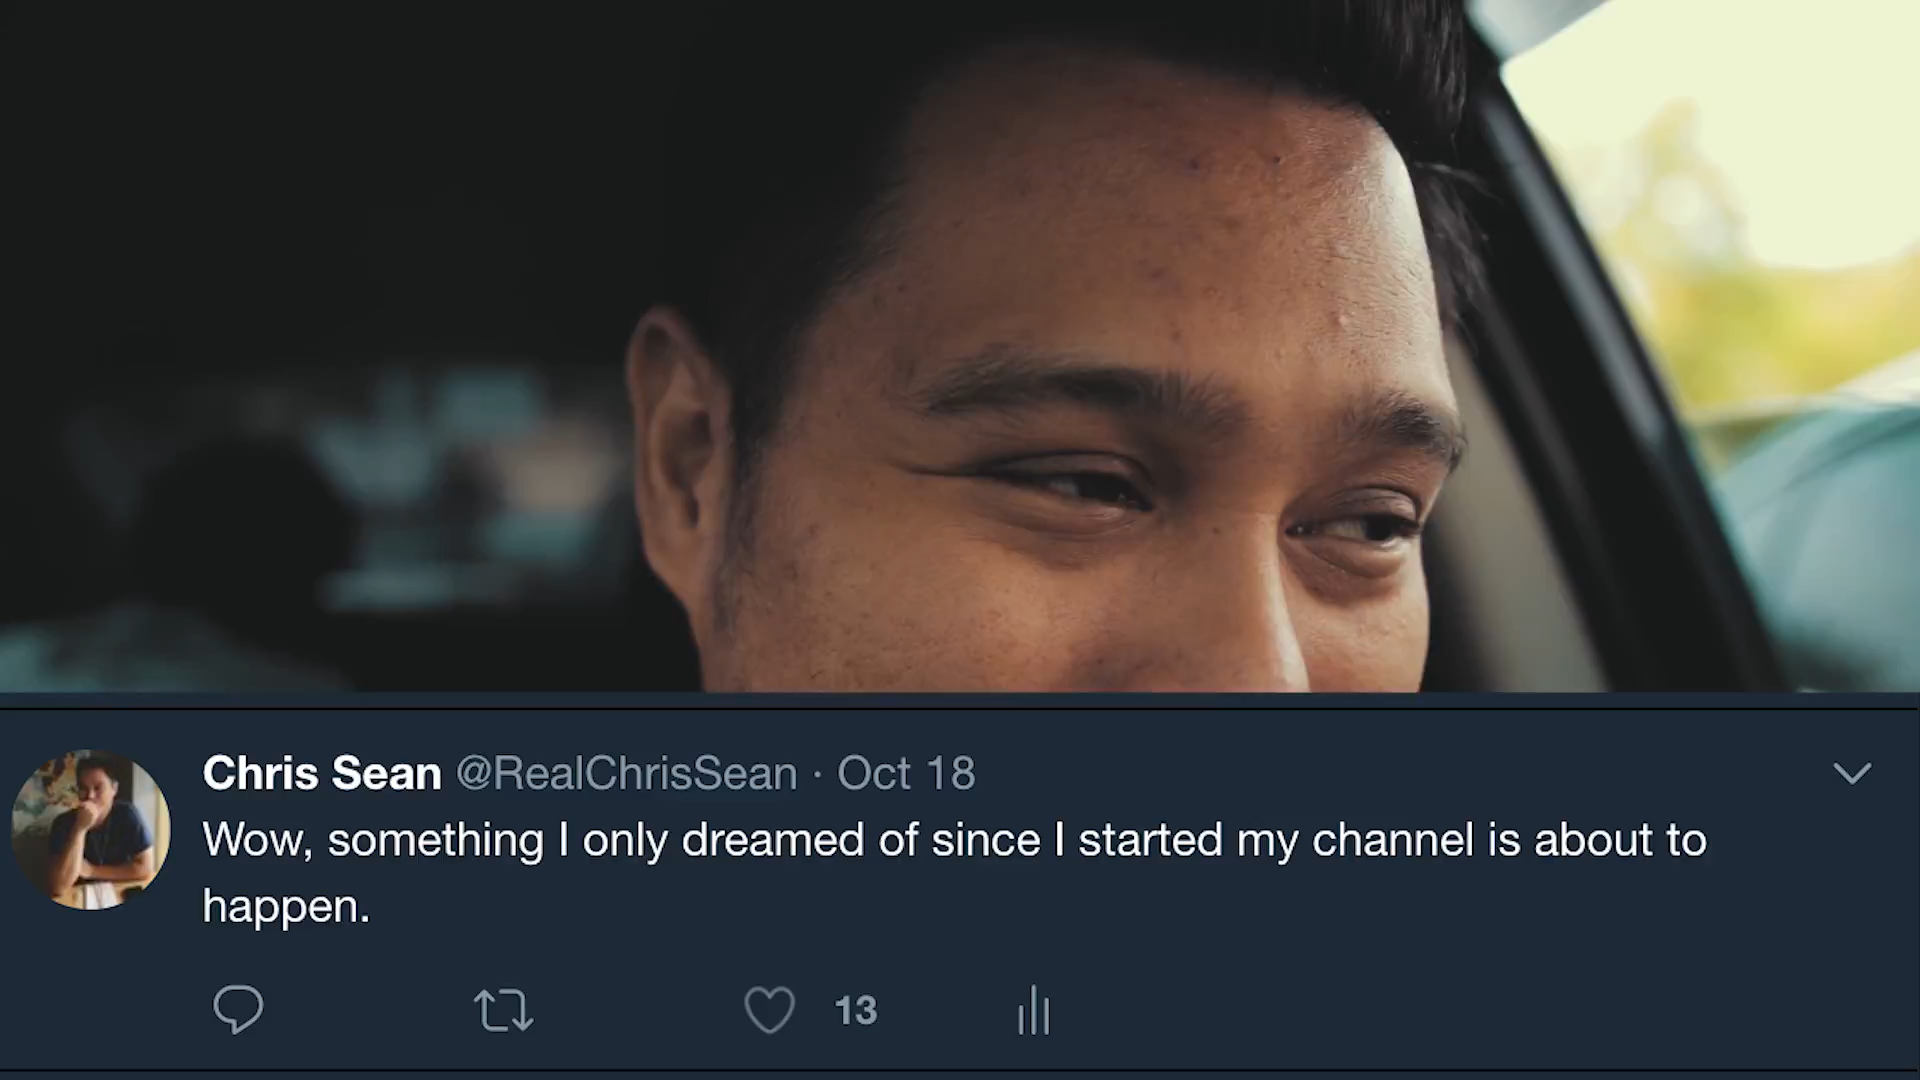 Chris Sean @RealChrisSean · Oct 18
Wow, something I only dreamed of since I started my channel is about to
happen.
13